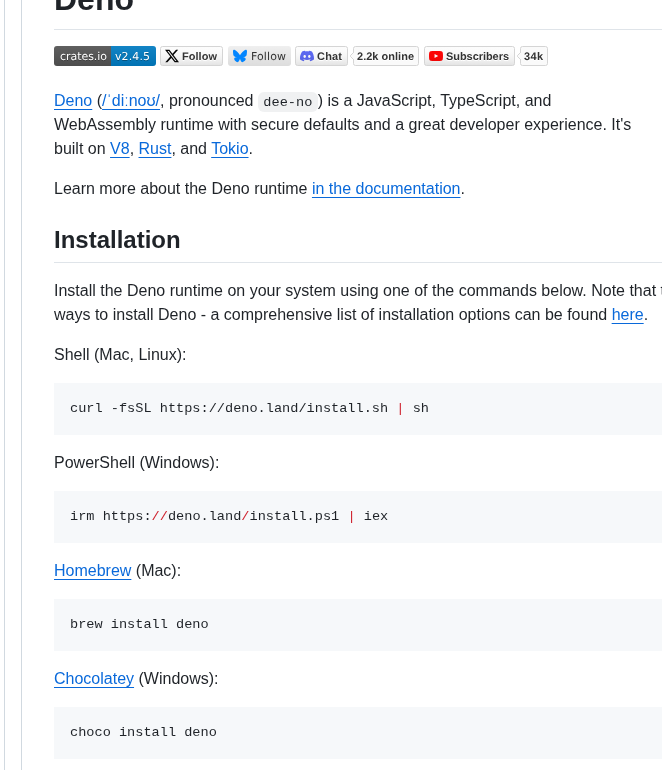 Deno
crates.io v2.4.5 Follow Follow Chat 2.2k online Subscribers 34k
Deno (/ˈdiːnoʊ/, pronounced dee-no) is a JavaScript, TypeScript, and
WebAssembly runtime with secure defaults and a great developer experience. It's
built on V8, Rust, and Tokio.
Learn more about the Deno runtime in the documentation.
Installation
Install the Deno runtime on your system using one of the commands below. Note that
ways to install Deno - a comprehensive list of installation options can be found here.
Shell (Mac, Linux):
curl -fsSL https://deno.land/install.sh | sh
PowerShell (Windows):
irm https://deno.land/install.ps1 | iex
Homebrew (Mac):
brew install deno
Chocolatey (Windows):
choco install deno